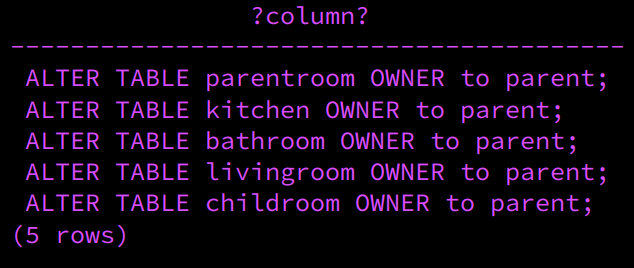 ?column?
-----------------------------------------
ALTER TABLE parentroom OWNER to parent;
ALTER TABLE kitchen OWNER to parent;
ALTER TABLE bathroom OWNER to parent;
ALTER TABLE livingroom OWNER to parent;
ALTER TABLE childroom OWNER to parent;
(5 rows)